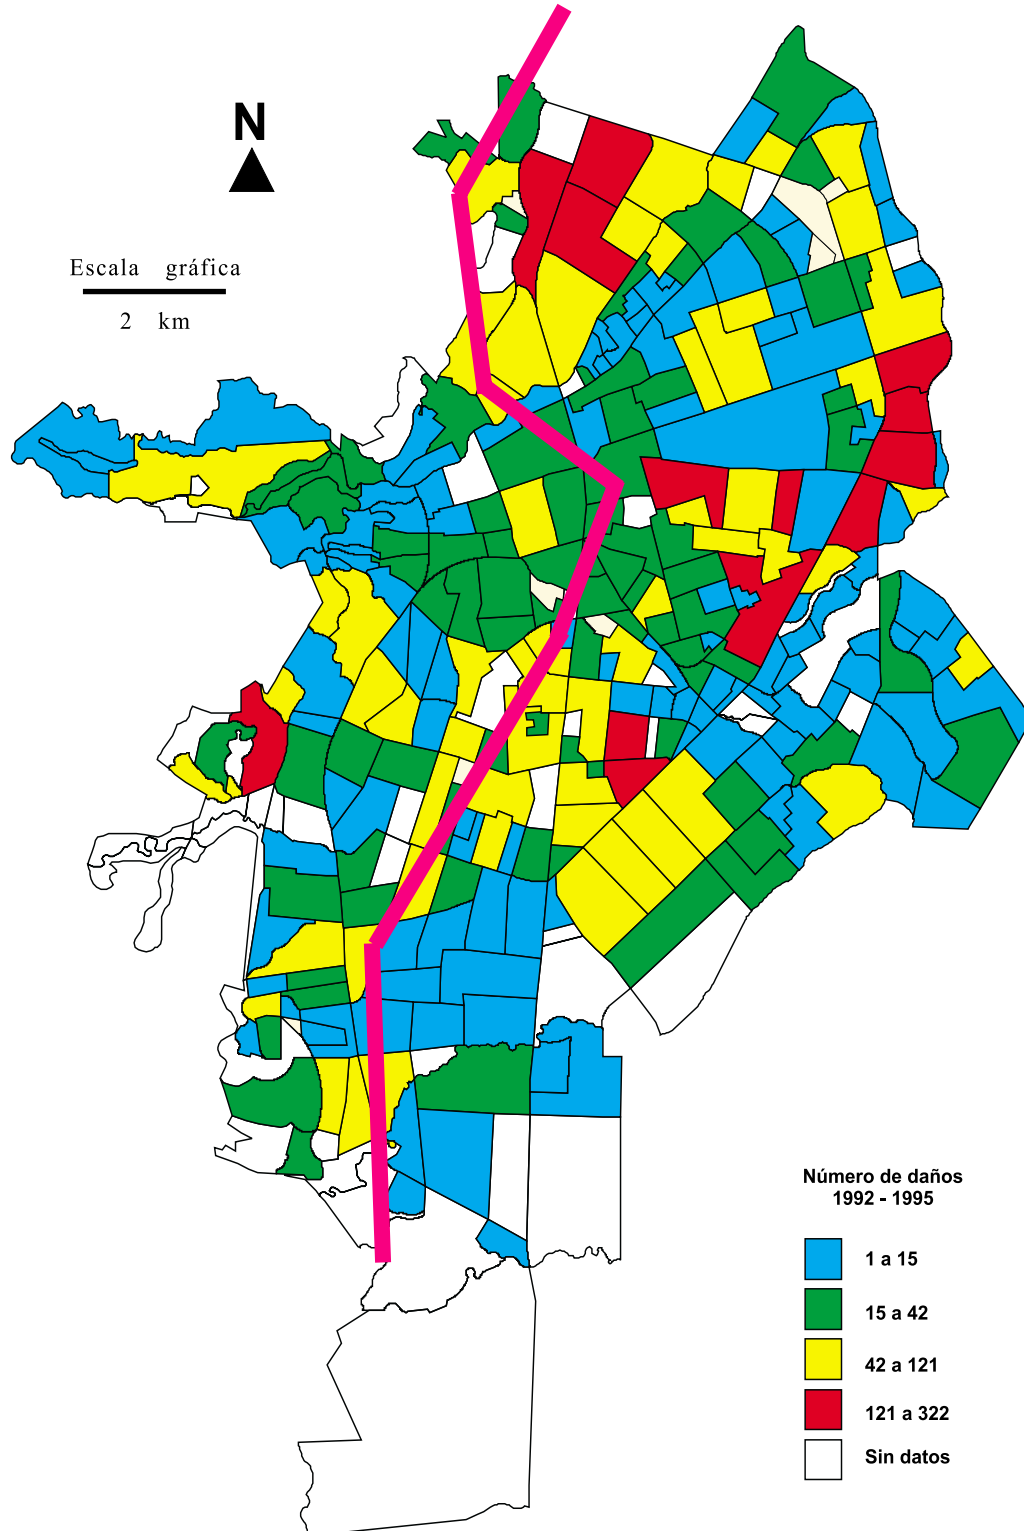 N
Escala gráfica
2 km
Número de daños
1992 - 1995
1 a 15
15 a 42
42 a 121
121 a 322
Sin datos